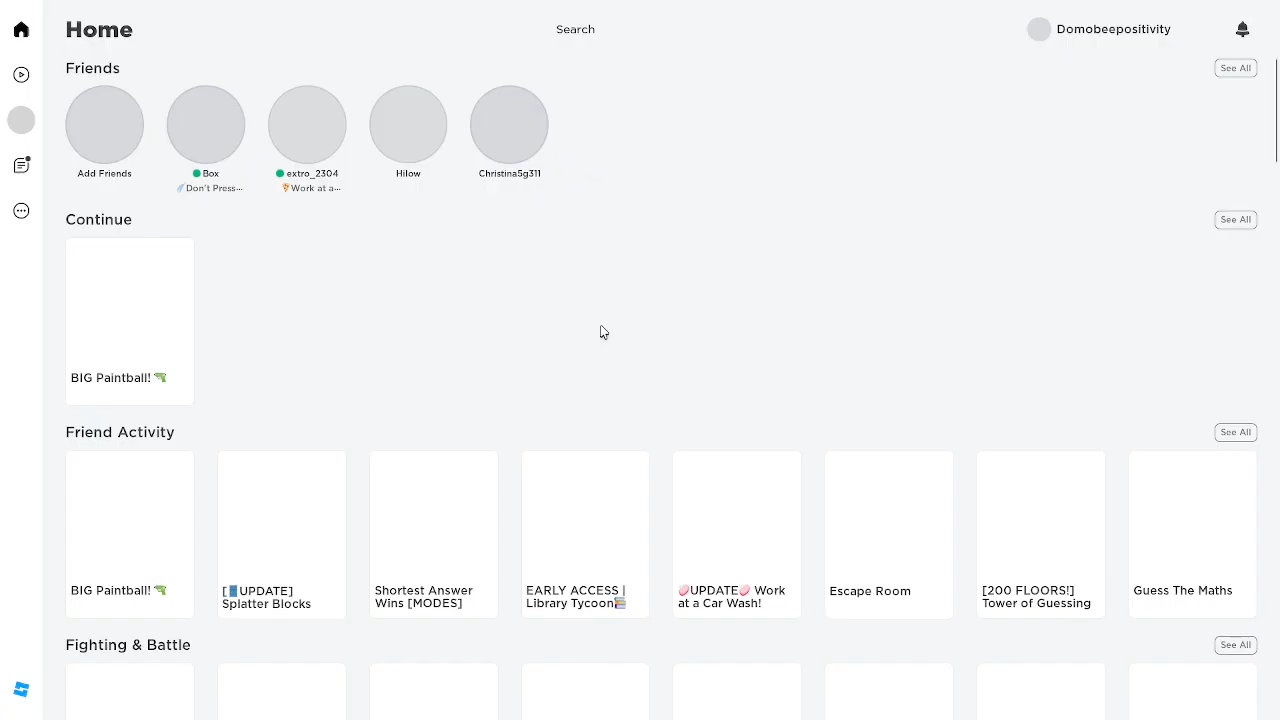 Home
Search
Domobeepositivity
Friends
See All
Add Friends
Box
extro_2304
Hilow
Christina5g311
☄️Don't Press...
🍕Work at a...
Continue
See All
BIG Paintball! 🔫
Friend Activity
See All
BIG Paintball! 🔫
[🚪UPDATE]
Splatter Blocks
Shortest Answer
Wins [MODES]
EARLY ACCESS |
Library Tycoon📚
🧼UPDATE🧼 Work
at a Car Wash!
Escape Room
[200 FLOORS!]
Tower of Guessing
Guess The Maths
Fighting & Battle
See All